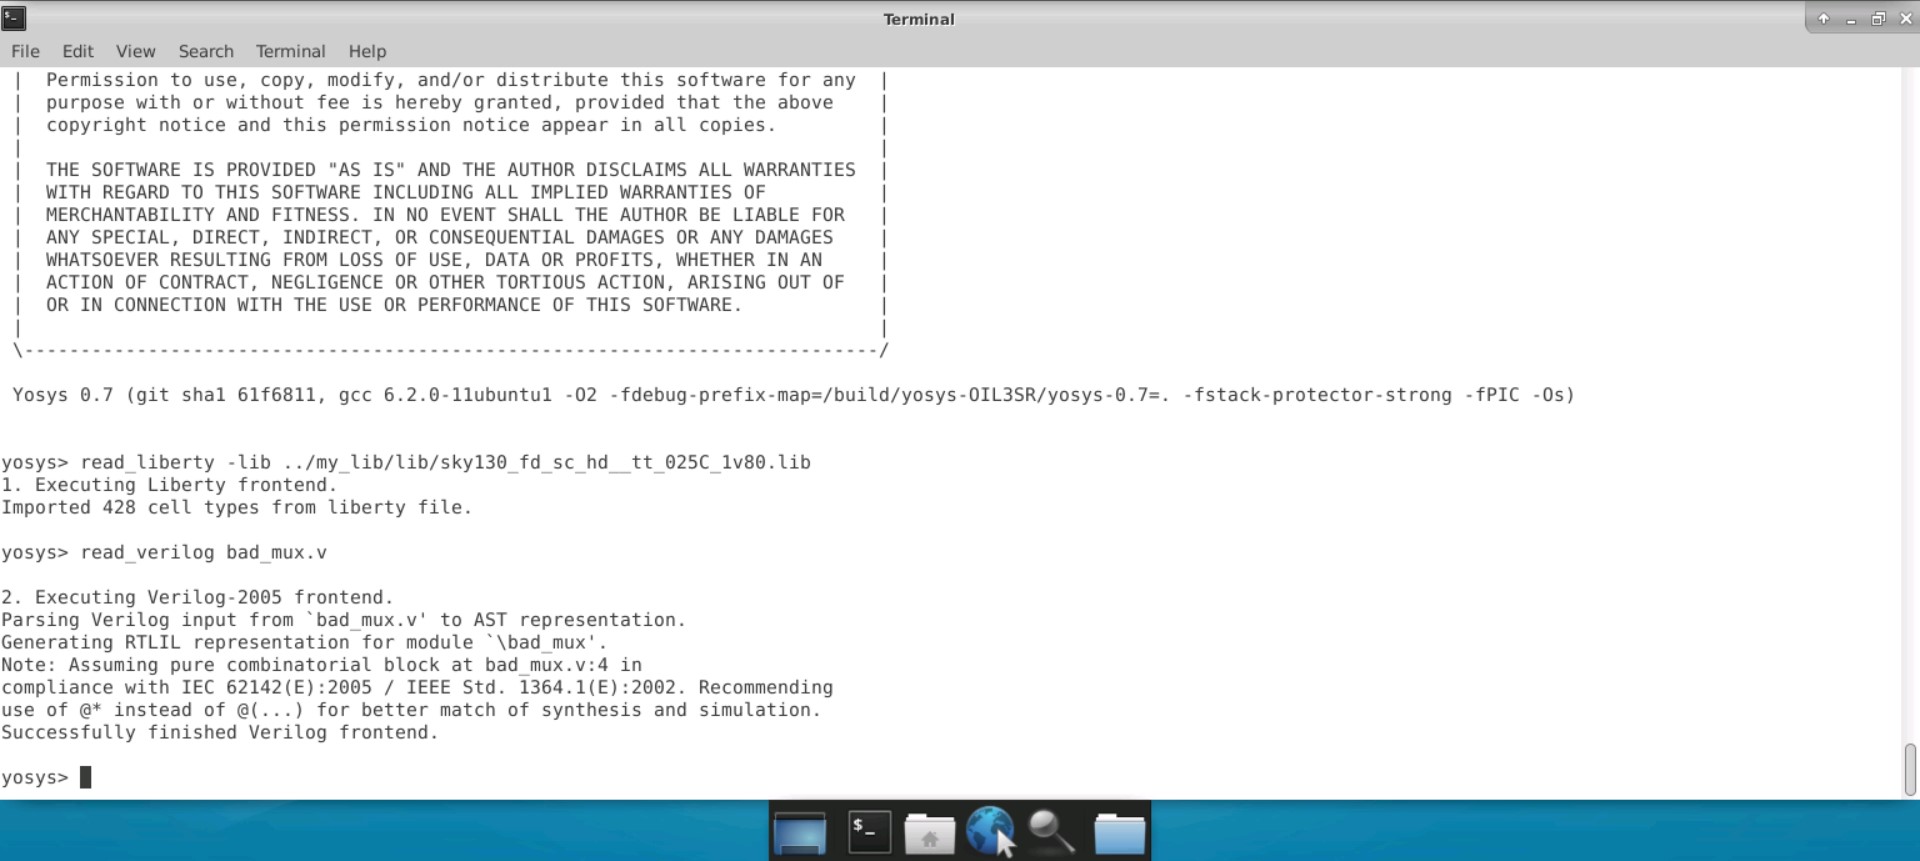 Terminal
File Edit View Search Terminal Help
| Permission to use, copy, modify, and/or distribute this software for any |
| purpose with or without fee is hereby granted, provided that the above |
| copyright notice and this permission notice appear in all copies. |
| |
| THE SOFTWARE IS PROVIDED "AS IS" AND THE AUTHOR DISCLAIMS ALL WARRANTIES |
| WITH REGARD TO THIS SOFTWARE INCLUDING ALL IMPLIED WARRANTIES OF |
| MERCHANTABILITY AND FITNESS. IN NO EVENT SHALL THE AUTHOR BE LIABLE FOR |
| ANY SPECIAL, DIRECT, INDIRECT, OR CONSEQUENTIAL DAMAGES OR ANY DAMAGES |
| WHATSOEVER RESULTING FROM LOSS OF USE, DATA OR PROFITS, WHETHER IN AN |
| ACTION OF CONTRACT, NEGLIGENCE OR OTHER TORTIOUS ACTION, ARISING OUT OF |
| OR IN CONNECTION WITH THE USE OR PERFORMANCE OF THIS SOFTWARE. |
| |
\----------------------------------------------------------------------------/
Yosys 0.7 (git sha1 61f6811, gcc 6.2.0-11ubuntu1 -O2 -fdebug-prefix-map=/build/yosys-OIL3SR/yosys-0.7=. -fstack-protector-strong -fPIC -Os)
yosys> read_liberty -lib ../my_lib/lib/sky130_fd_sc_hd__tt_025C_1v80.lib
1. Executing Liberty frontend.
Imported 428 cell types from liberty file.
yosys> read_verilog bad_mux.v
2. Executing Verilog-2005 frontend.
Parsing Verilog input from `bad_mux.v' to AST representation.
Generating RTLIL representation for module `\bad_mux'.
Note: Assuming pure combinatorial block at bad_mux.v:4 in
compliance with IEC 62142(E):2005 / IEEE Std. 1364.1(E):2002. Recommending
use of @* instead of @(...) for better match of synthesis and simulation.
Successfully finished Verilog frontend.
yosys>
$_